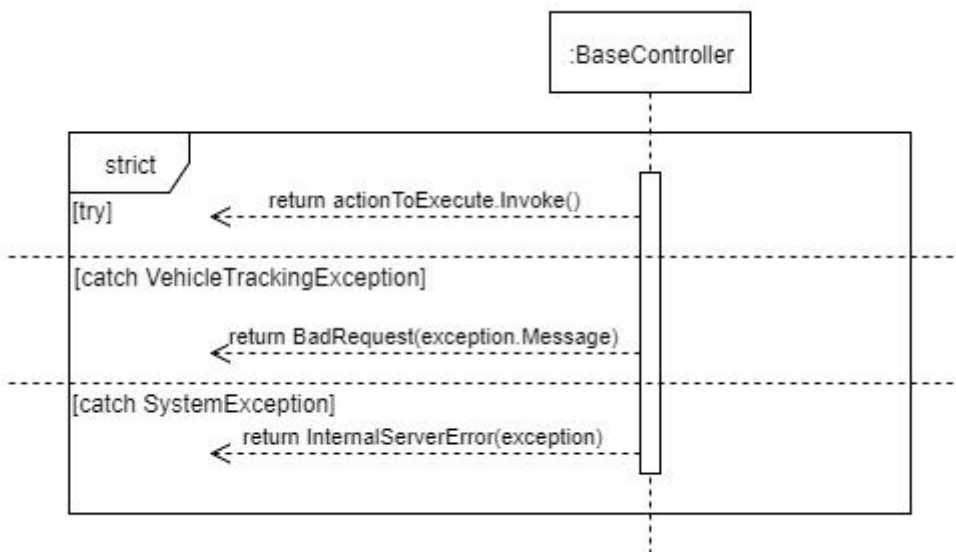 :BaseController
strict
return actionToExecute.Invoke()
[try]
[catch VehicleTrackingException]
return BadRequest(exception.Message)
[catch SystemException]
return InternalServerError(exception)